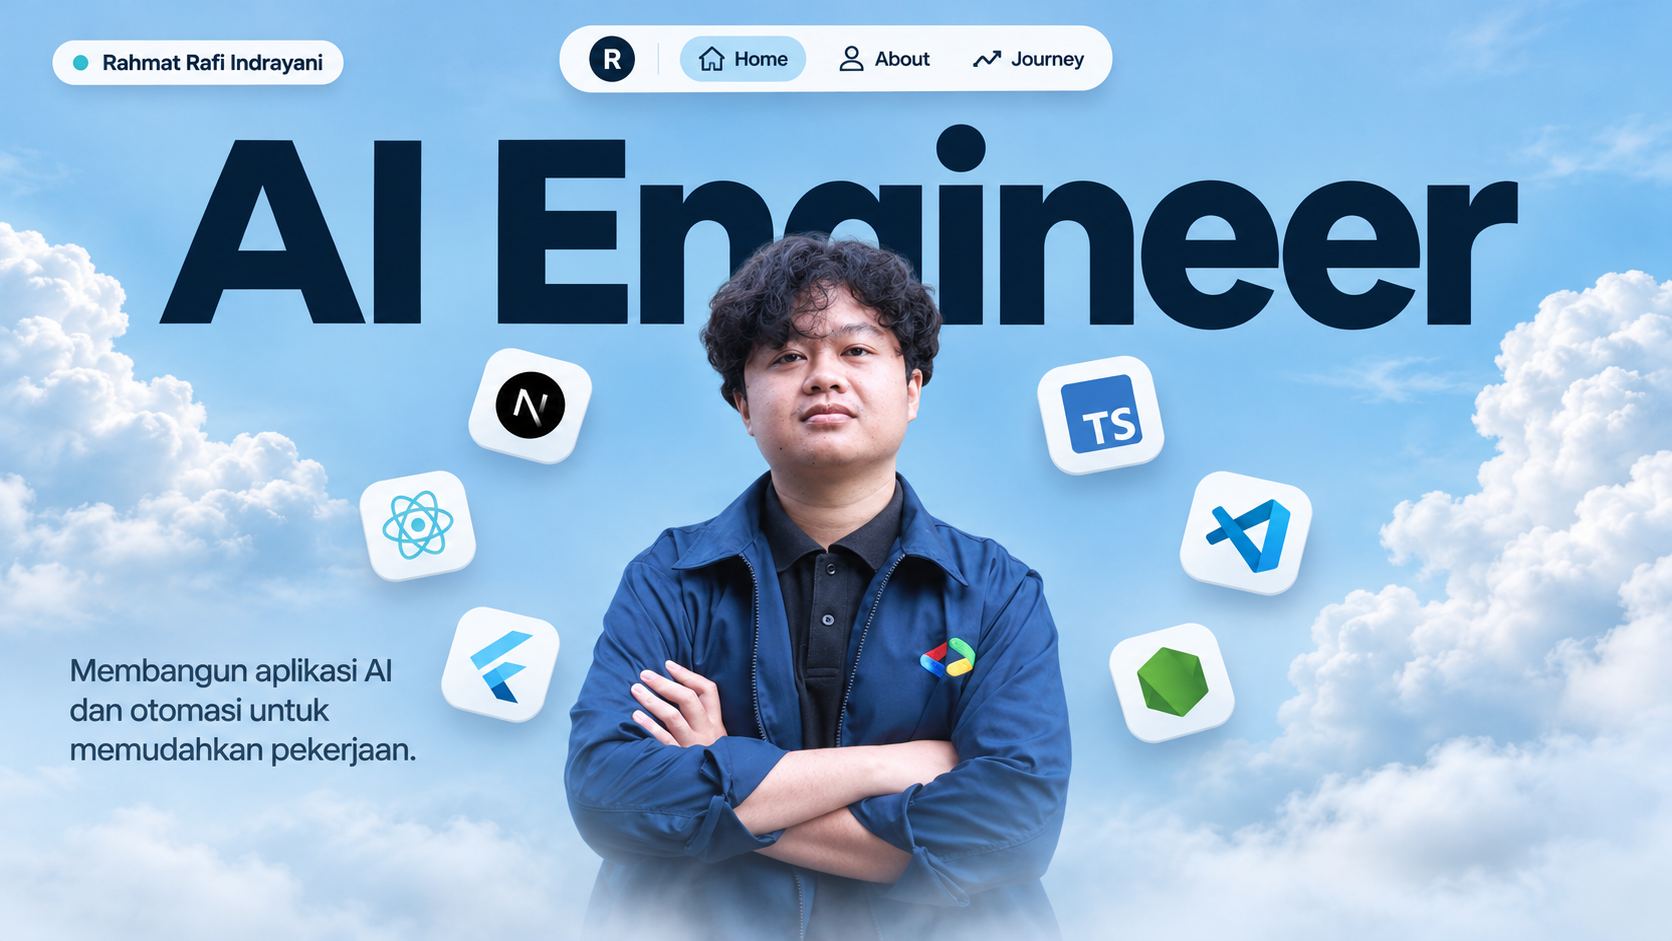 Rahmat Rafi Indrayani
R
Home
About
Journey
AI Engineer
N
TS
Membangun aplikasi AI
dan otomasi untuk
memudahkan pekerjaan.